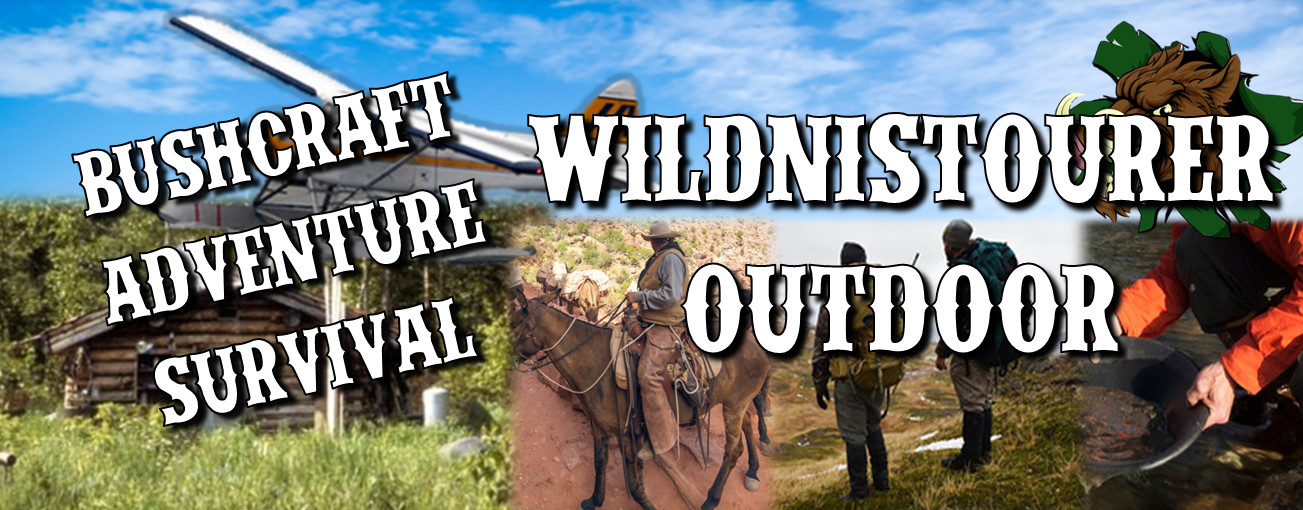 BUSHCRAFT
ADVENTURE
SURVIVAL
WILDNISTOURER
OUTDOOR